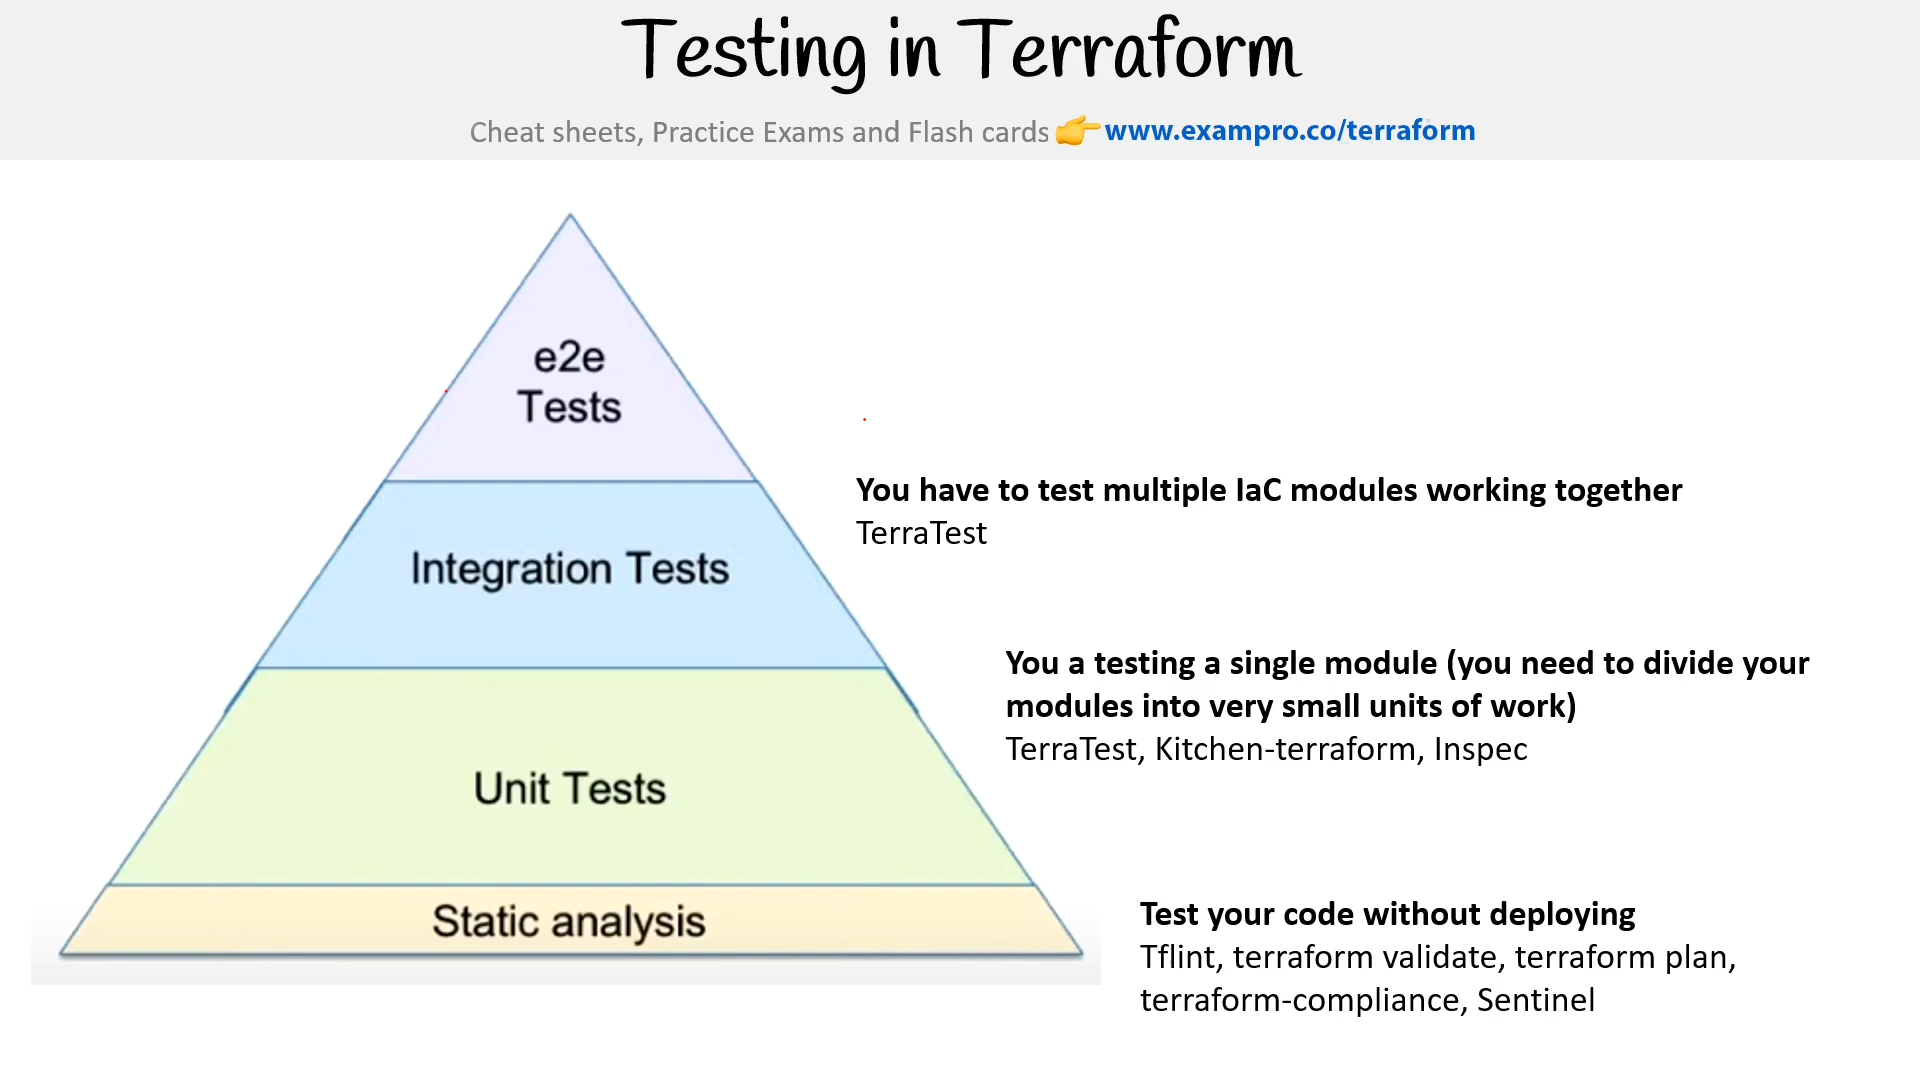 Testing in Terraform
Cheat sheets, Practice Exams and Flash cards 👉 www.exampro.co/terraform
e2e
Tests
You have to test multiple IaC modules working together
TerraTest
Integration Tests
You a testing a single module (you need to divide your
modules into very small units of work)
TerraTest, Kitchen-terraform, Inspec
Unit Tests
Static analysis
Test your code without deploying
Tflint, terraform validate, terraform plan,
terraform-compliance, Sentinel